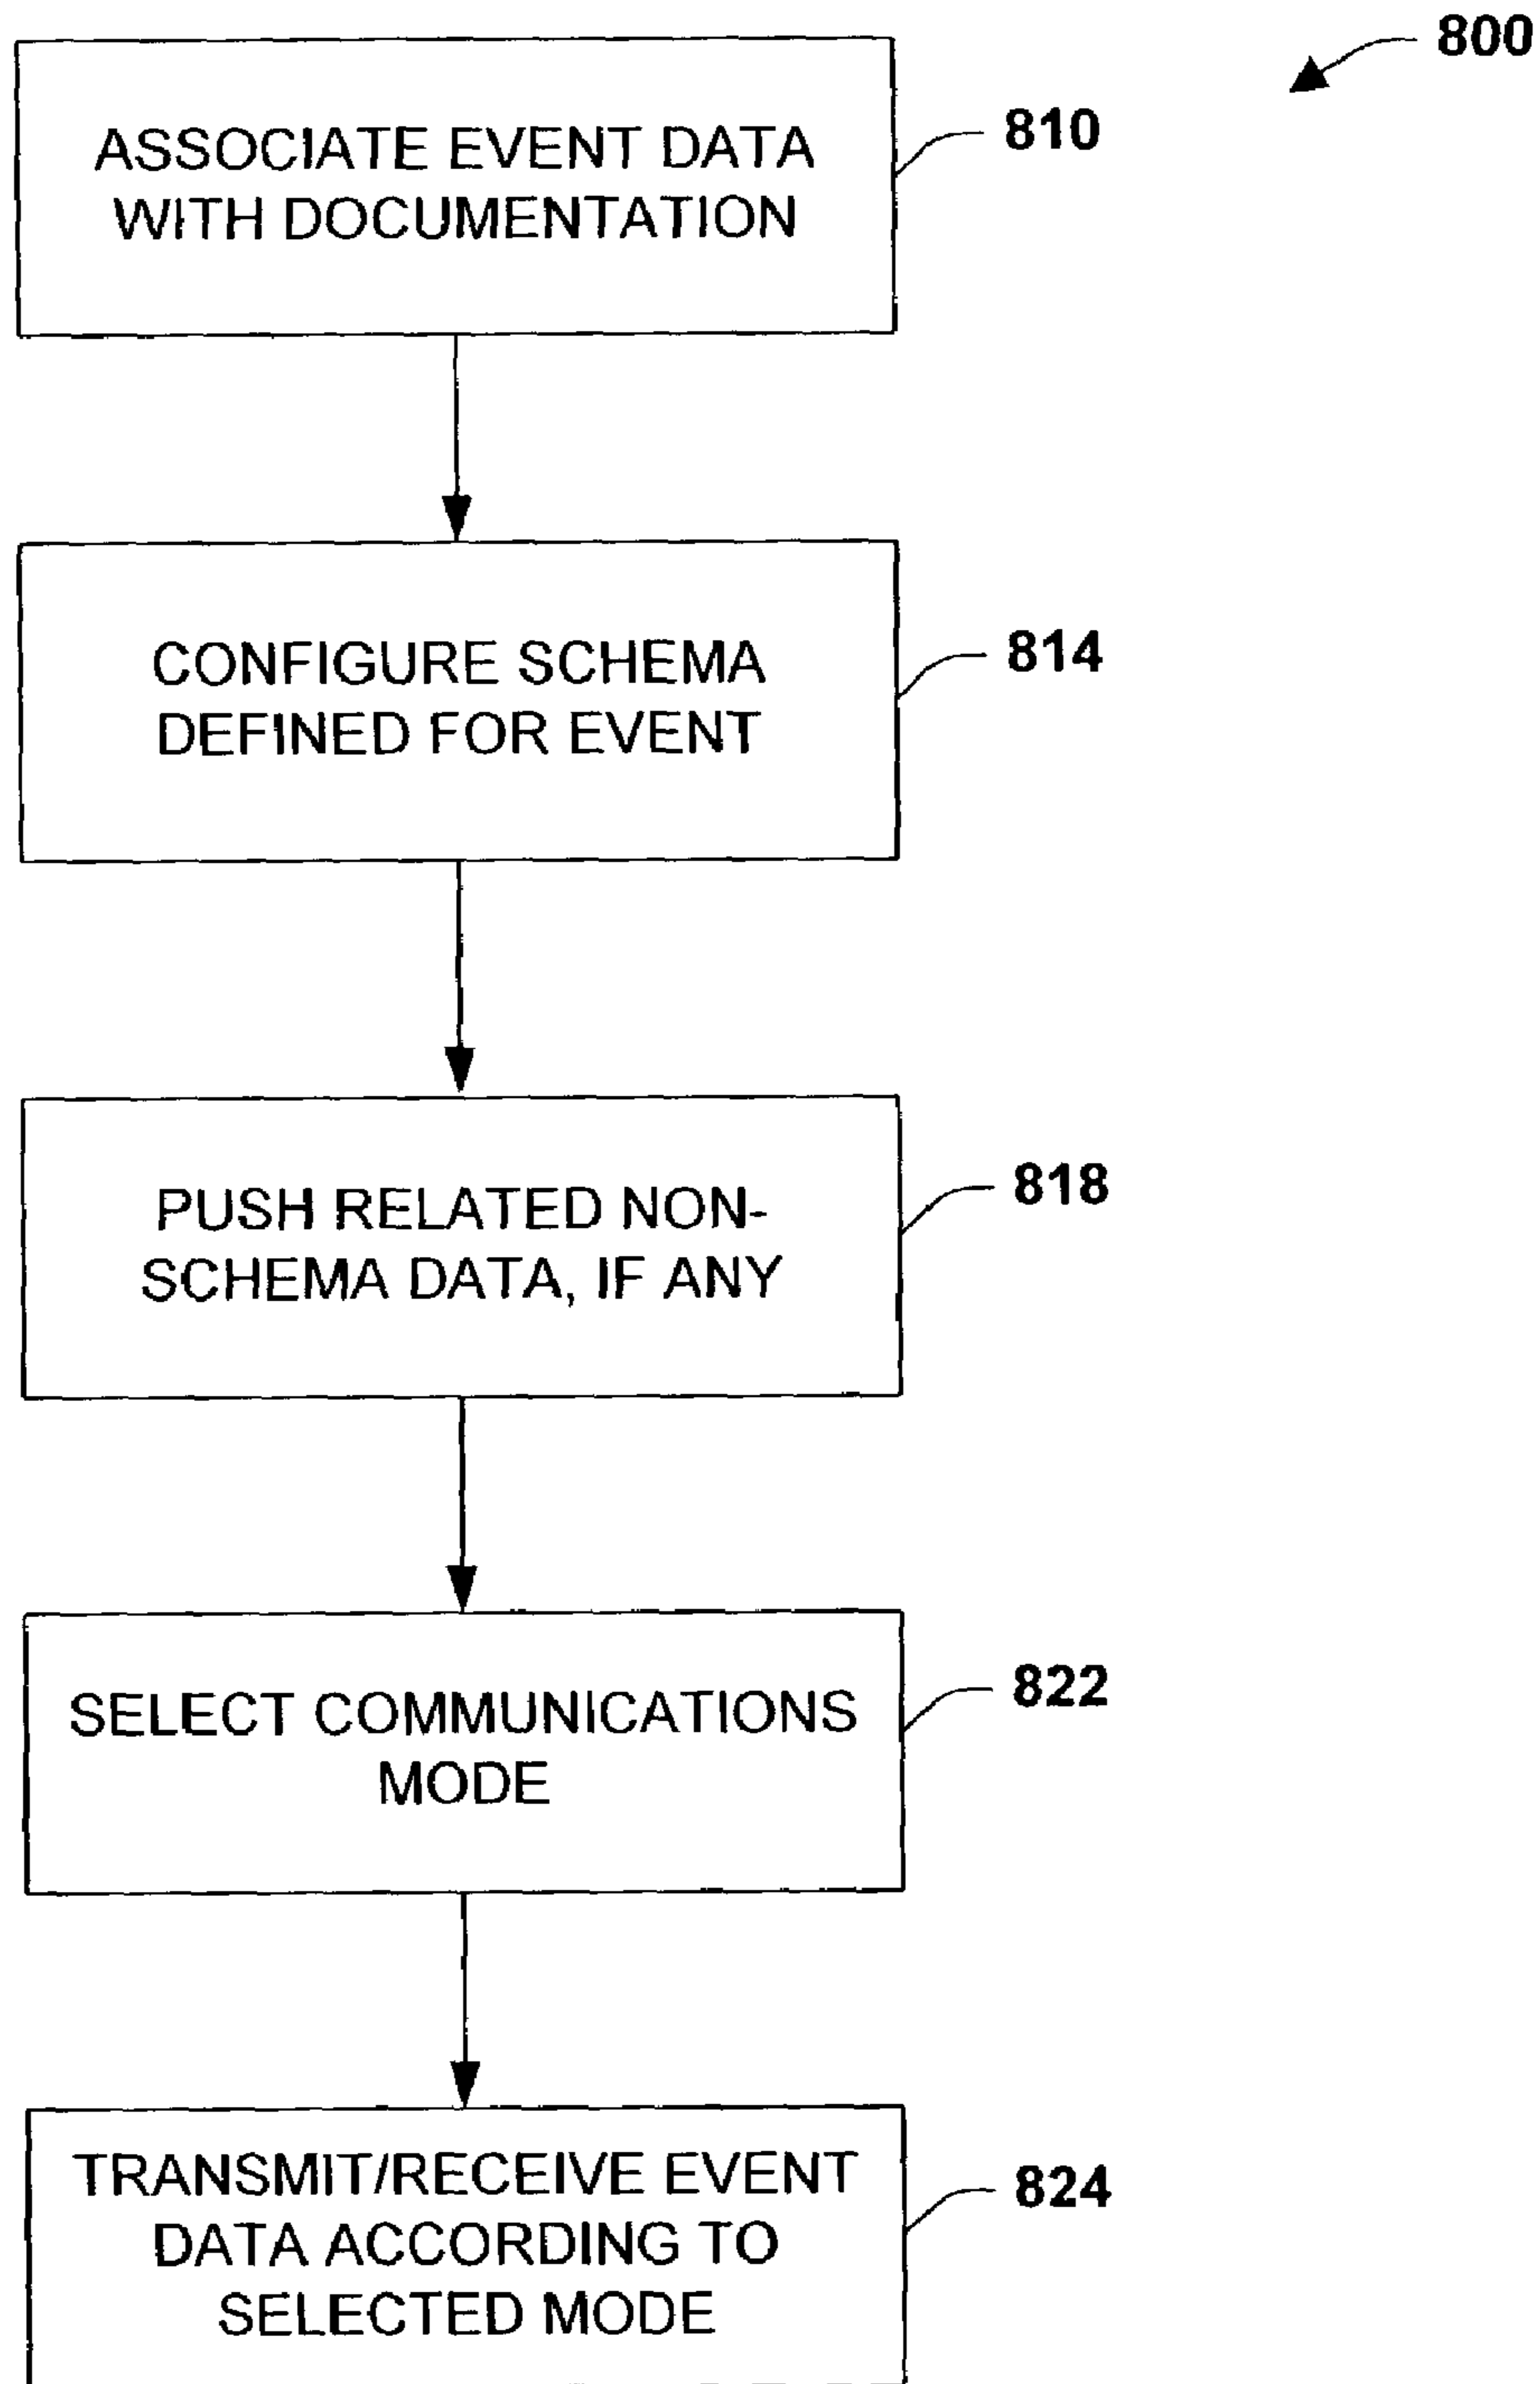 800
ASSOCIATE EVENT DATA
WITH DOCUMENTATION
810
CONFIGURE SCHEMA
DEFINED FOR EVENT
814
PUSH RELATED NON-
SCHEMA DATA, IF ANY
818
SELECT COMMUNICATIONS
MODE
822
TRANSMIT/RECEIVE EVENT
DATA ACCORDING TO
SELECTED MODE
824